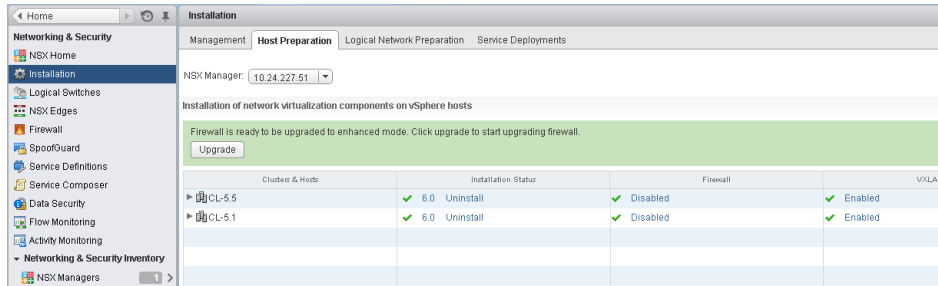 Home
Networking & Security
NSX Home
Installation
Logical Switches
NSX Edges
Firewall
SpoofGuard
Service Definitions
Service Composer
Data Security
Flow Monitoring
Activity Monitoring
Networking & Security Inventory
NSX Managers 1
Installation
Management Host Preparation Logical Network Preparation Service Deployments
NSX Manager: 10.24.227.51
Installation of network virtualization components on vSphere hosts
Firewall is ready to be upgraded to enhanced mode. Click upgrade to start upgrading firewall.
Upgrade
Clusters & Hosts Installation Status Firewall VXLA
CL-5.5 6.0 Uninstall Disabled Enabled
CL-5.1 6.0 Uninstall Disabled Enabled